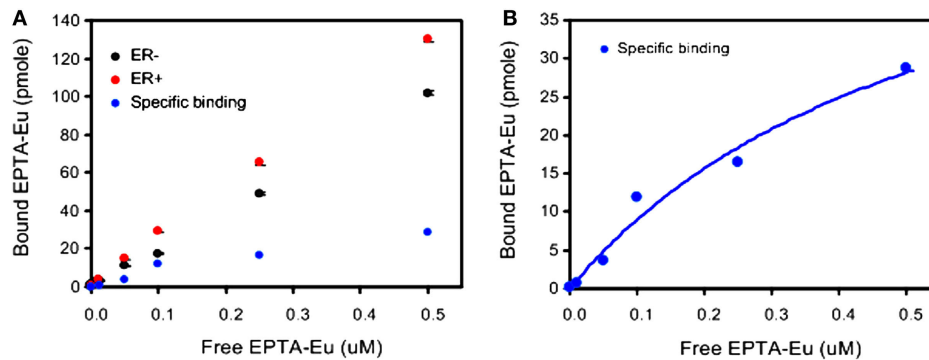 A
Bound EPTA-Eu (pmole)
140
120
100
80
60
40
20
0
ER-
ER+
Specific binding
0.0 0.1 0.2 0.3 0.4 0.5
Free EPTA-Eu (uM)
B
Bound EPTA-Eu (pmole)
35
30
25
20
15
10
5
0
Specific binding
0.0 0.1 0.2 0.3 0.4 0.5
Free EPTA-Eu (uM)